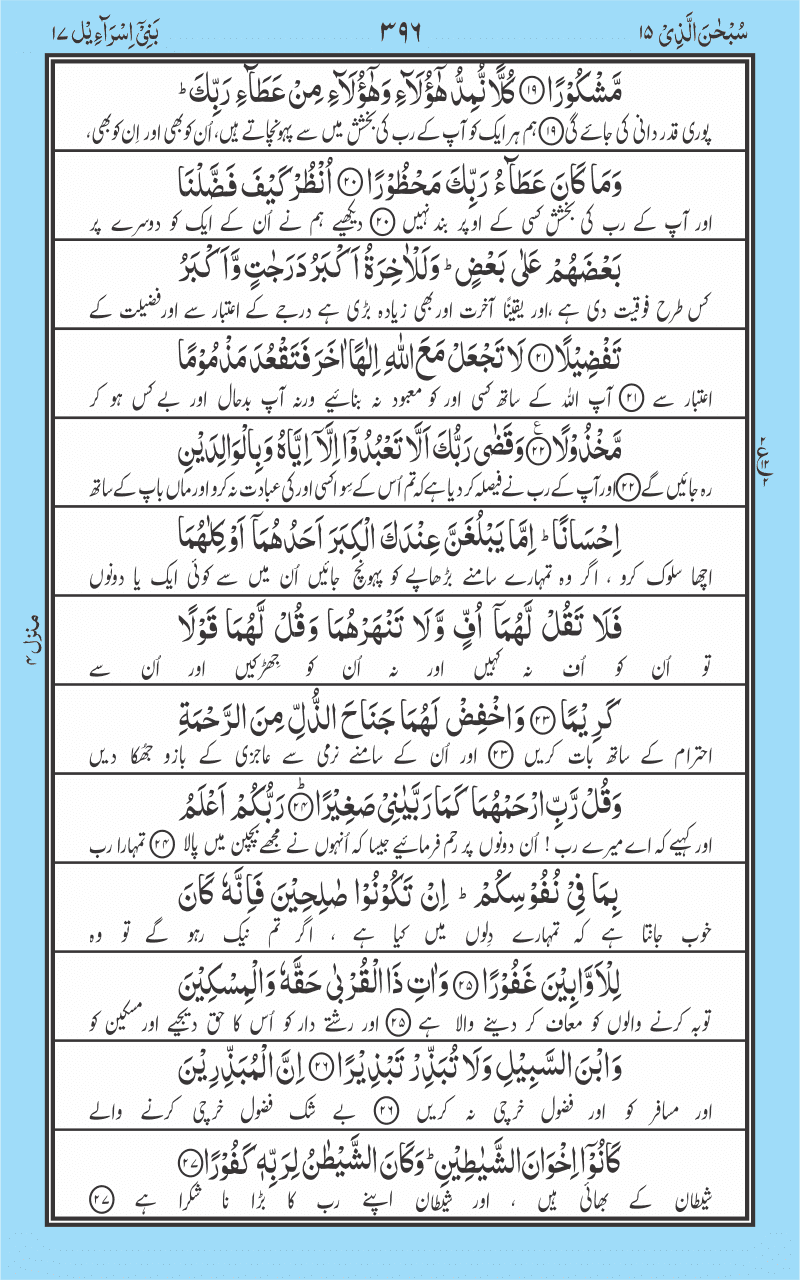 سُبْحٰنَ الَّذِیْ ۱۵
۳۹۶
بَنِیْۤ اِسْرَآءِیْل ۱۷
مَّشْكُوْرًا ۝۱۹ كُلًّا نُّمِدُّ هٰۤؤُلَآءِ وَهٰۤؤُلَآءِ مِنْ عَطَآءِ رَبِّكَ ؕ
پوری قدر دانی کی جائے گی ۝۱۹ ہم ہر ایک کو آپ کے رب کی بخشش میں سے پہونچاتے ہیں، اُن کو بھی اور اِن کو بھی،
وَمَا كَانَ عَطَآءُ رَبِّكَ مَحْظُوْرًا ۝۲۰ اُنْظُرْ كَیْفَ فَضَّلْنَا
اور آپ کے رب کی بخشش کسی کے اوپر بند نہیں ۝۲۰ دیکھیے ہم نے اُن کے ایک کو دوسرے پر
بَعْضَهُمْ عَلٰی بَعْضٍ ؕ وَلَلْاٰخِرَةُ اَكْبَرُ دَرَجٰتٍ وَّاَكْبَرُ
کس طرح فوقیت دی ہے ،اور یقینًا آخرت اور بھی زیادہ بڑی ہے درجے کے اعتبار سے اور فضیلت کے
تَفْضِیْلًا ۝۲۱ لَا تَجْعَلْ مَعَ اللّٰهِ اِلٰهًا اٰخَرَ فَتَقْعُدَ مَذْمُوْمًا
اعتبار سے ۝۲۱ آپ اللہ کے ساتھ کسی اور کو معبود نہ بنائیے ورنہ آپ بدحال اور بے کس ہو کر
مَّخْذُوْلًا ۝۲۲ۧ وَقَضٰی رَبُّكَ اَلَّا تَعْبُدُوْۤا اِلَّاۤ اِیَّاهُ وَبِالْوَالِدَیْنِ
رہ جائیں گے ۝۲۲ اور آپ کے رب نے فیصلہ کر دیا ہے کہ تم اُس کے سِوا کسی اور کی عبادت نہ کرو اور ماں باپ کے ساتھ
ع
۲
اِحْسَانًا ؕ اِمَّا یَبْلُغَنَّ عِنْدَكَ الْكِبَرَ اَحَدُهُمَاۤ اَوْ كِلٰهُمَا
اچھا سلوک کرو ، اگر وہ تمہارے سامنے بڑھاپے کو پہونچ جائیں اُن میں سے کوئی ایک یا دونوں
فَلَا تَقُلْ لَّهُمَاۤ اُفٍّ وَّلَا تَنْهَرْهُمَا وَقُلْ لَّهُمَا قَوْلًا
تو اُن کو اُف نہ کہیں اور نہ اُن کو جِھڑکیں اور اُن سے
منزل ۴
كَرِیْمًا ۝۲۳ وَاخْفِضْ لَهُمَا جَنَاحَ الذُّلِّ مِنَ الرَّحْمَةِ
احترام کے ساتھ بات کریں ۝۲۳ اور اُن کے سامنے نرمی سے عاجزی کے بازو جُھکا دیں
وَقُلْ رَّبِّ ارْحَمْهُمَا كَمَا رَبَّیٰنِیْ صَغِیْرًا ۝۲۴ؕ رَبُّكُمْ اَعْلَمُ
اور کہیے کہ اے میرے رب ! اُن دونوں پر رحم فرمائیے جیسا کہ اُنہوں نے مجھے بچپن میں پالا ۝۲۴ تمہارا رب
بِمَا فِیْ نُفُوْسِكُمْ ؕ اِنْ تَكُوْنُوْا صٰلِحِیْنَ فَاِنَّهٗ كَانَ
خوب جانتا ہے کہ تمہارے دِلوں میں کیا ہے ، اگر تم نیک رہو گے تو وہ
لِلْاَوَّابِیْنَ غَفُوْرًا ۝۲۵ وَاٰتِ ذَا الْقُرْبٰی حَقَّهٗ وَالْمِسْكِیْنَ
توبہ کرنے والوں کو معاف کر دینے والا ہے ۝۲۵ اور رشتے دار کو اُس کا حق دیجیے اور مسکین کو
وَابْنَ السَّبِیْلِ وَلَا تُبَذِّرْ تَبْذِیْرًا ۝۲۶ اِنَّ الْمُبَذِّرِیْنَ
اور مسافر کو اور فضول خرچی نہ کریں ۝۲۶ بے شک فضول خرچی کرنے والے
كَانُوْۤا اِخْوَانَ الشَّیٰطِیْنِ ؕ وَكَانَ الشَّیْطٰنُ لِرَبِّهٖ كَفُوْرًا ۝۲۷
شیطان کے بھائی ہیں ، اور شیطان اپنے رب کا بڑا نا شکرا ہے ۝۲۷